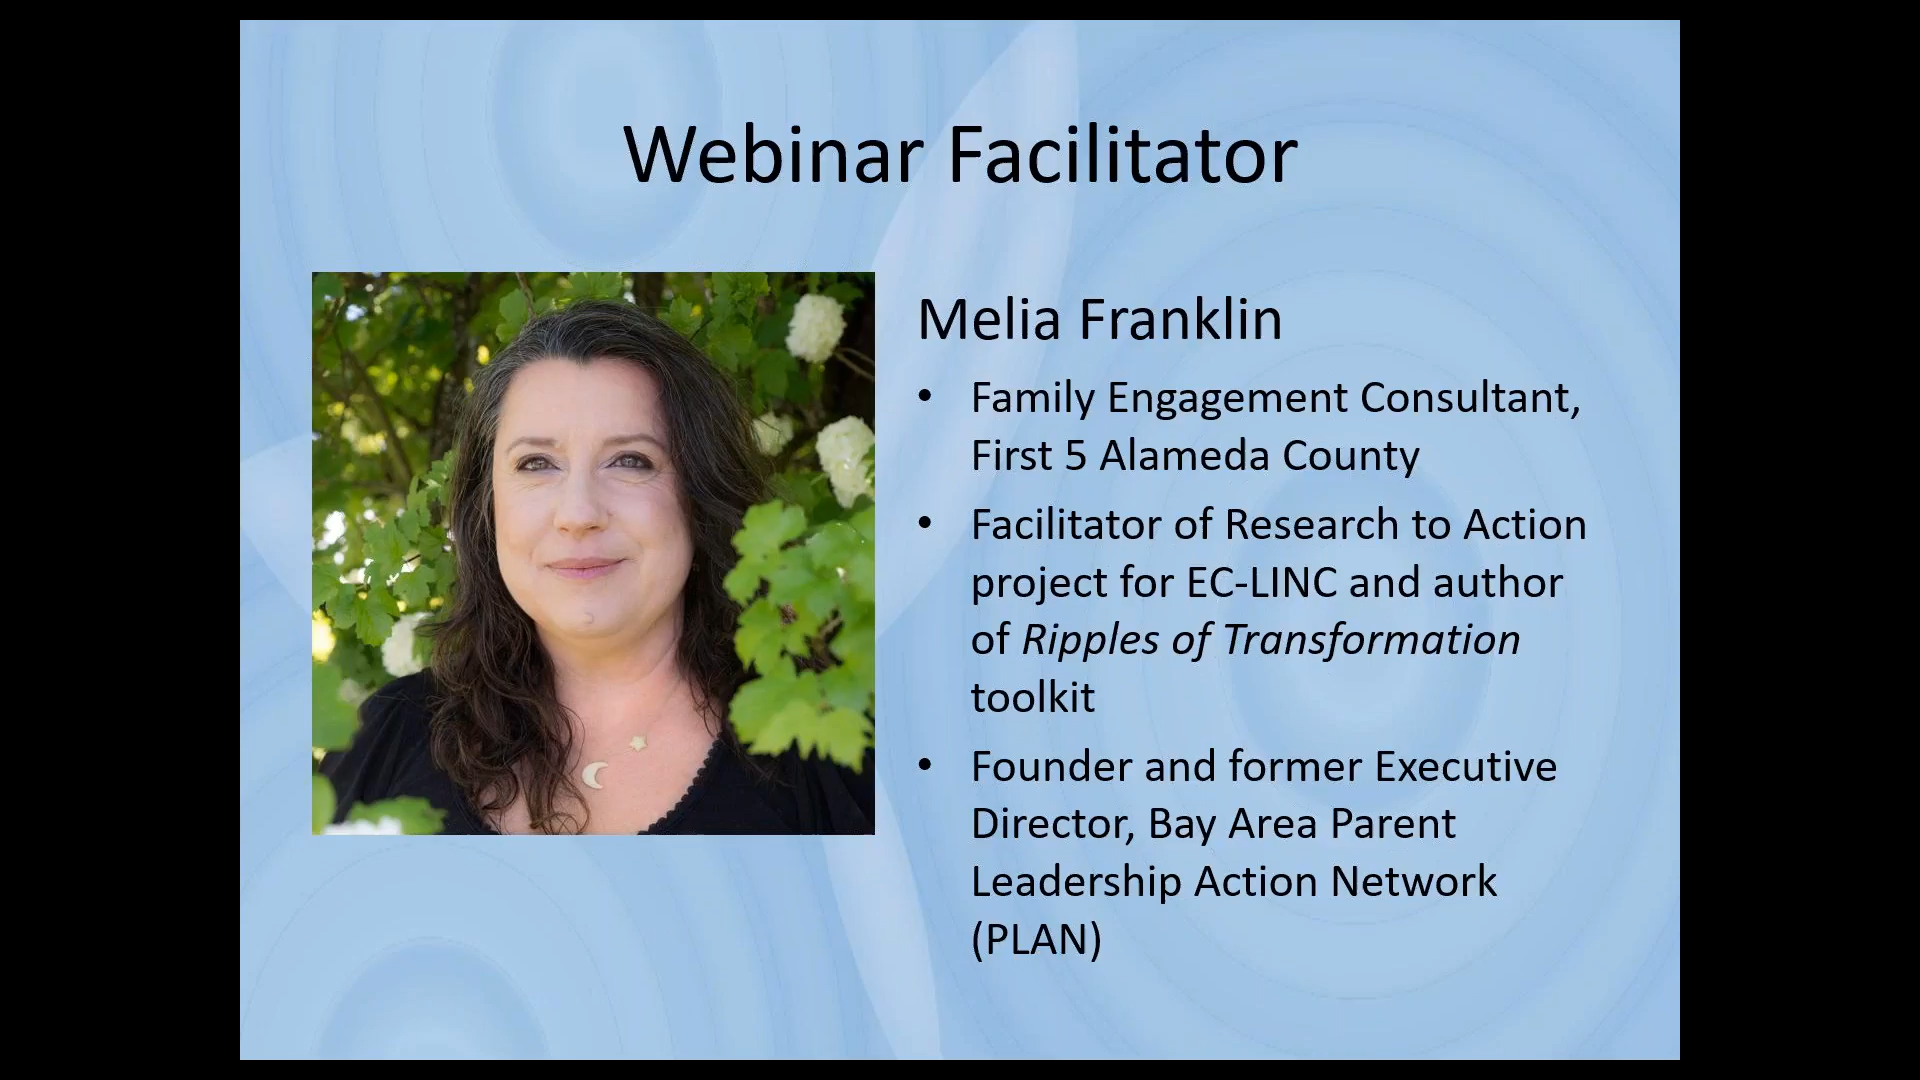 Webinar Facilitator
Melia Franklin
• Family Engagement Consultant,
First 5 Alameda County
• Facilitator of Research to Action
project for EC-LINC and author
of Ripples of Transformation
toolkit
• Founder and former Executive
Director, Bay Area Parent
Leadership Action Network
(PLAN)